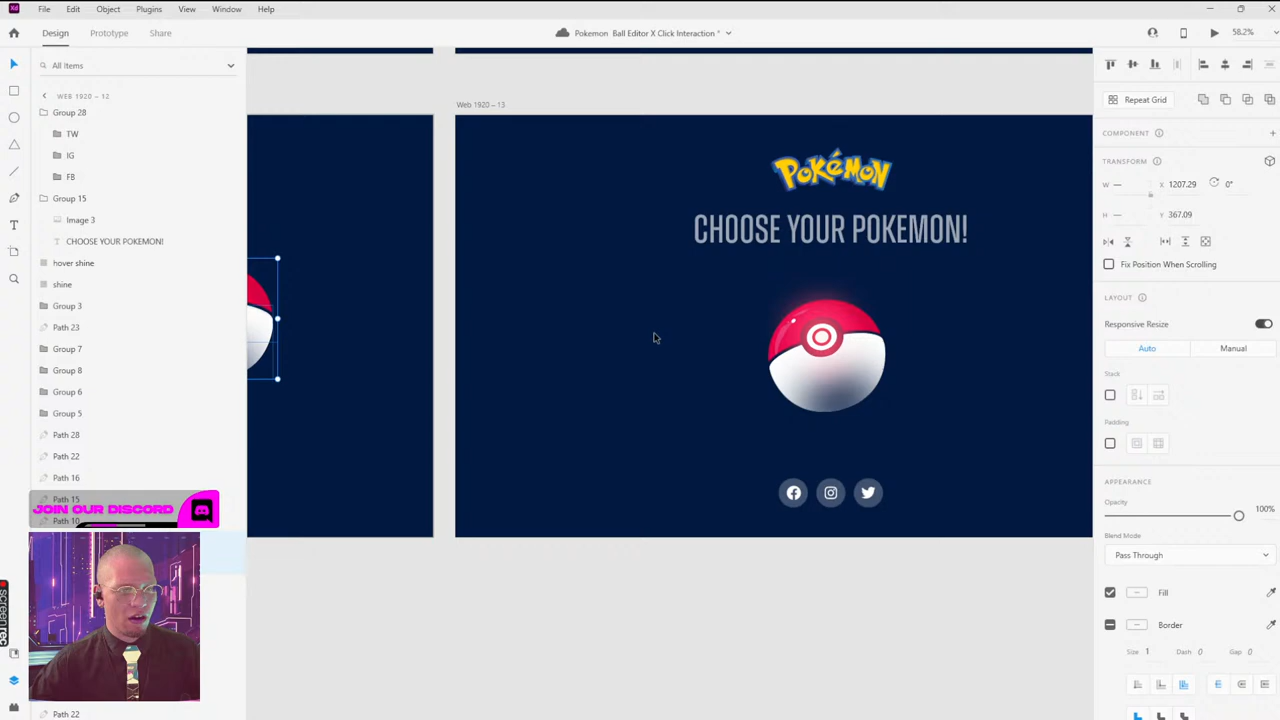 Xd File Edit Object Plugins View Window Help
Design Prototype Share
Pokemon Ball Editor X Click Interaction *
58.2%
All Items
WEB 1920 – 12
Group 28
TW
IG
FB
Group 15
Image 3
T CHOOSE YOUR POKEMON!
hover shine
shine
Group 3
Path 23
Group 7
Group 8
Group 6
Group 5
Path 28
Path 22
Path 16
Path 15
JOIN OUR DISCORD
Path 10
Path 22
screenrec
Web 1920 – 13
POKÉMON
CHOOSE YOUR POKEMON!
Repeat Grid
COMPONENT
TRANSFORM
W — X 1207.29 0°
H — Y 367.09
Fix Position When Scrolling
LAYOUT
Responsive Resize
Auto Manual
Stack
Padding
APPEARANCE
Opacity
100%
Blend Mode
Pass Through
Fill
Border
Size 1 Dash 0 Gap 0